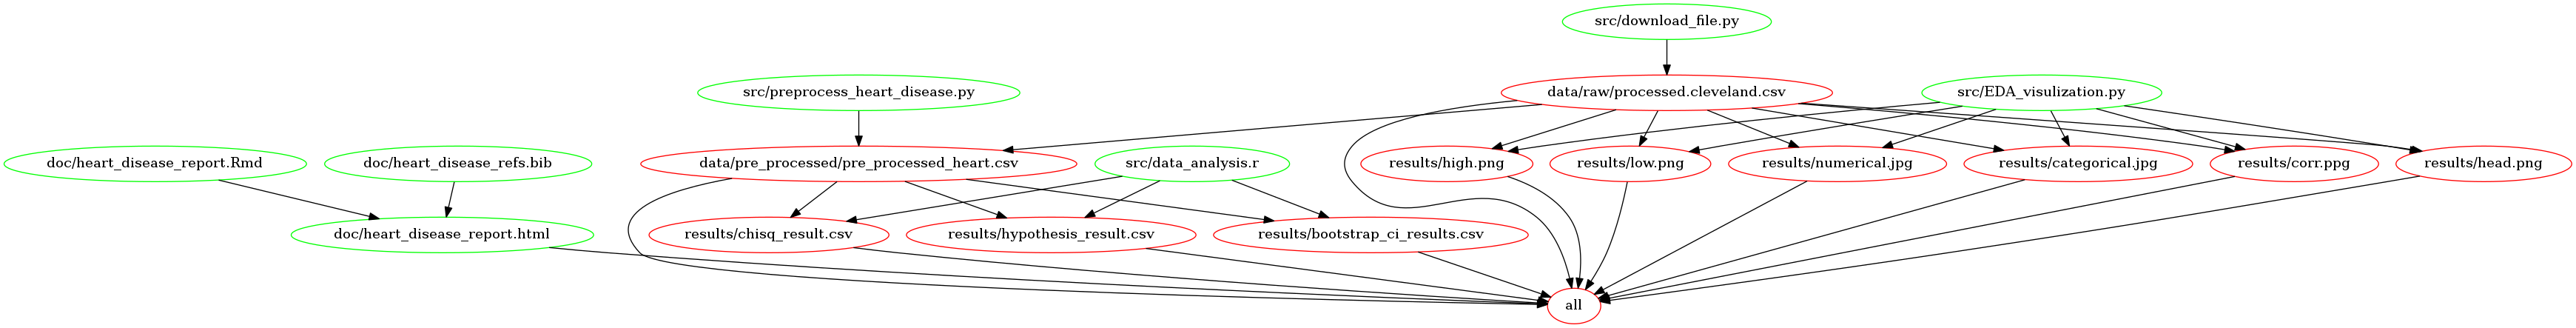 src/download_file.py
src/preprocess_heart_disease.py
data/raw/processed.cleveland.csv
src/EDA_visulization.py
doc/heart_disease_report.Rmd
doc/heart_disease_refs.bib
data/pre_processed/pre_processed_heart.csv
src/data_analysis.r
results/high.png
results/low.png
results/numerical.jpg
results/categorical.jpg
results/corr.ppg
results/head.png
doc/heart_disease_report.html
results/chisq_result.csv
results/hypothesis_result.csv
results/bootstrap_ci_results.csv
all